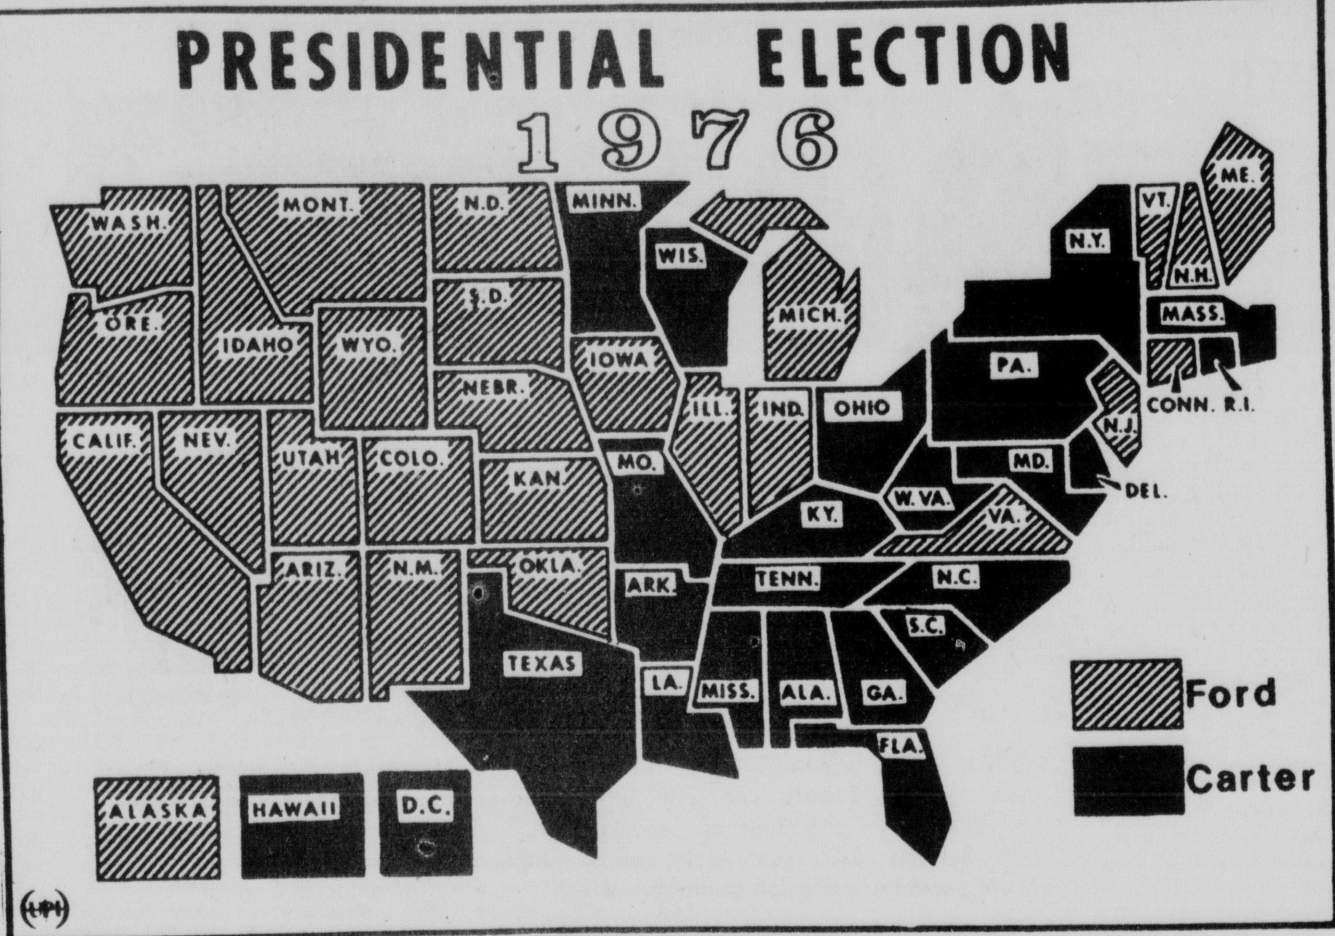 PRESIDENTIAL ELECTION
1976
WASH.
MONT.
N.D.
MINN.
ME.
VT.
N.Y.
N.H.
WIS.
S.D.
ORE.
IDAHO
WYO.
MICH.
MASS.
IOWA
PA.
NEBR.
CONN. R.I.
ILL.
IND.
OHIO
N.J.
CALIF.
NEV.
UTAH
COLO.
KAN.
MO.
MD.
DEL.
W.VA.
KY.
VA.
ARIZ.
N.M.
OKLA.
ARK.
TENN.
N.C.
S.C.
TEXAS
LA.
MISS.
ALA.
GA.
FLA.
Ford
Carter
ALASKA
HAWAII
D.C.
(UPI)